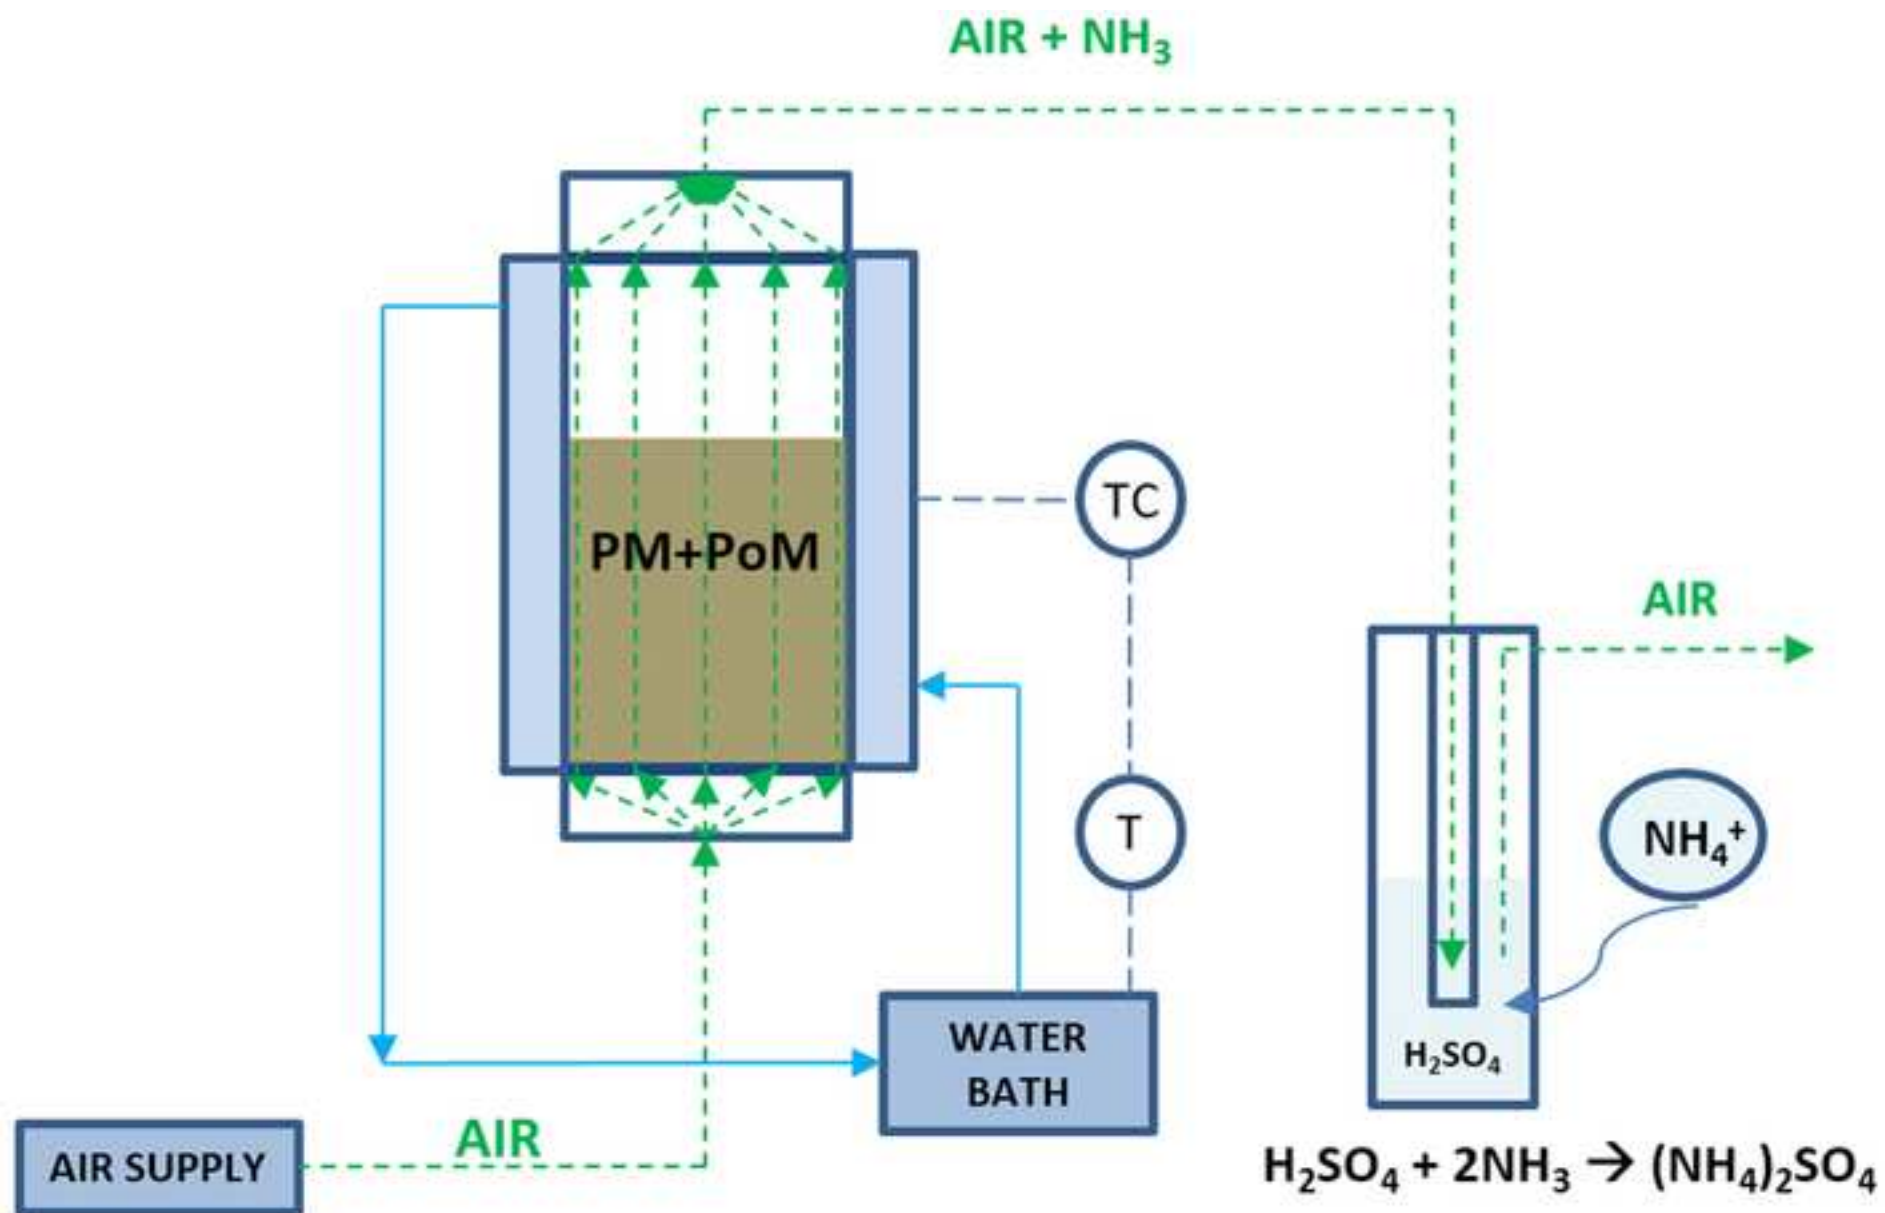 AIR + NH₃
PM+PoM
TC
AIR
T
NH₄⁺
H₂SO₄
WATER
BATH
AIR
AIR SUPPLY
H₂SO₄ + 2NH₃ → (NH₄)₂SO₄